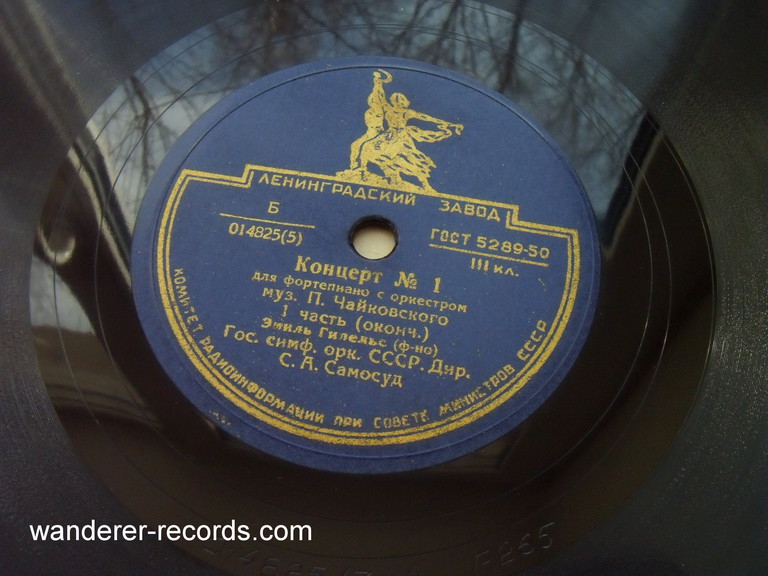 ЛЕНИНГРАДСКИЙ ЗАВОД
Б
014825(5)
ГОСТ 5289-50
III кл.
Концерт № 1
для фортепиано с оркестром
муз. П. Чайковского
1 часть (оконч.)
Эмиль Гилельс (ф-но)
Гос. симф. орк. СССР. Дир.
С. А. Самосуд
КОМИТЕТ РАДИОИНФОРМАЦИИ ПРИ СОВЕТЕ МИНИСТРОВ СССР
wanderer-records.com